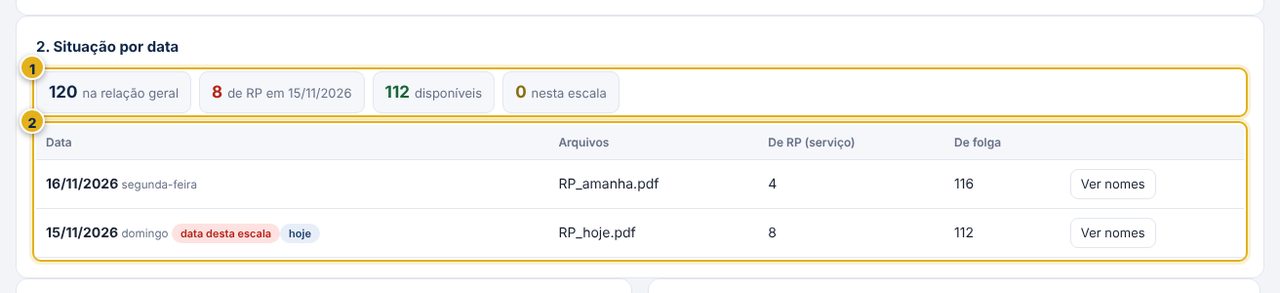 2. Situação por data
1
120 na relação geral
8 de RP em 15/11/2026
112 disponíveis
0 nesta escala
2
Data Arquivos De RP (serviço) De folga
16/11/2026 segunda-feira RP_amanha.pdf 4 116 Ver nomes
15/11/2026 domingo data desta escala hoje RP_hoje.pdf 8 112 Ver nomes